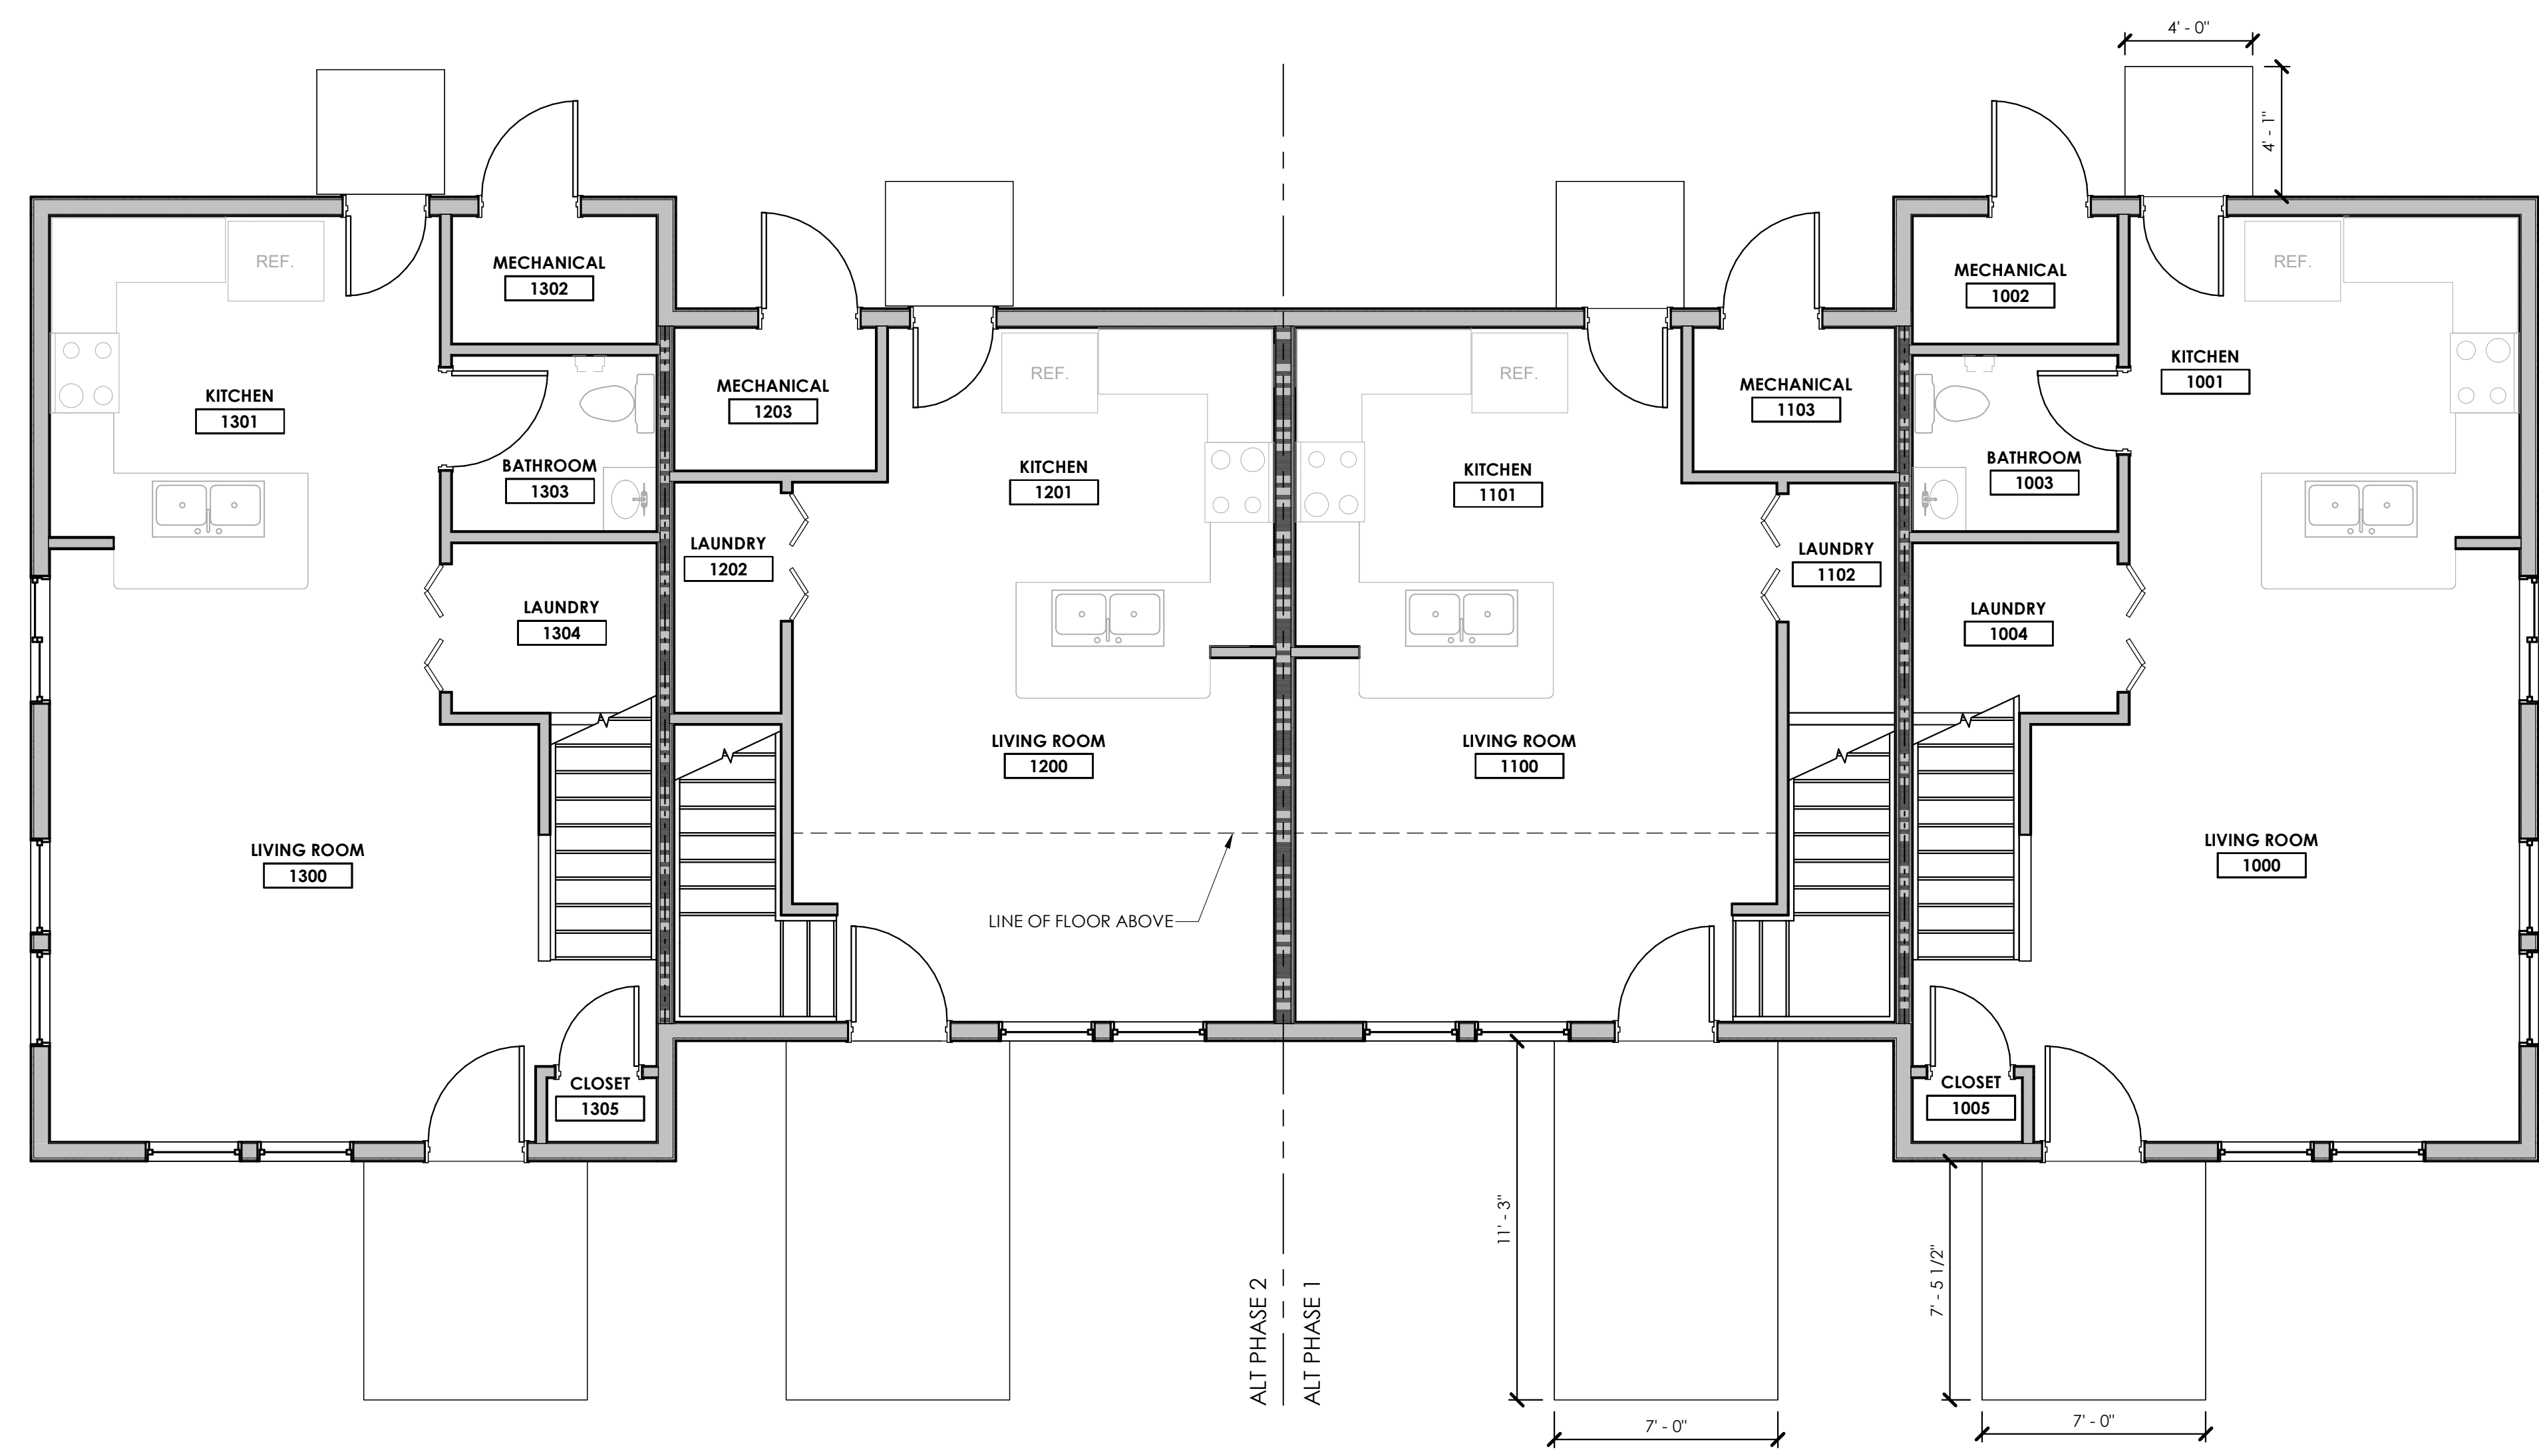 4' - 0"
4' - 1"
REF.
MECHANICAL
1302
MECHANICAL
1002
REF.
KITCHEN
1301
MECHANICAL
1203
REF.
REF.
MECHANICAL
1103
KITCHEN
1001
BATHROOM
1303
KITCHEN
1201
KITCHEN
1101
BATHROOM
1003
LAUNDRY
1202
LAUNDRY
1102
LAUNDRY
1304
LAUNDRY
1004
LIVING ROOM
1200
LIVING ROOM
1100
LIVING ROOM
1300
LIVING ROOM
1000
LINE OF FLOOR ABOVE
CLOSET
1305
CLOSET
1005
11' - 3"
7' - 5 1/2"
ALT PHASE 2
ALT PHASE 1
7' - 0"
7' - 0"